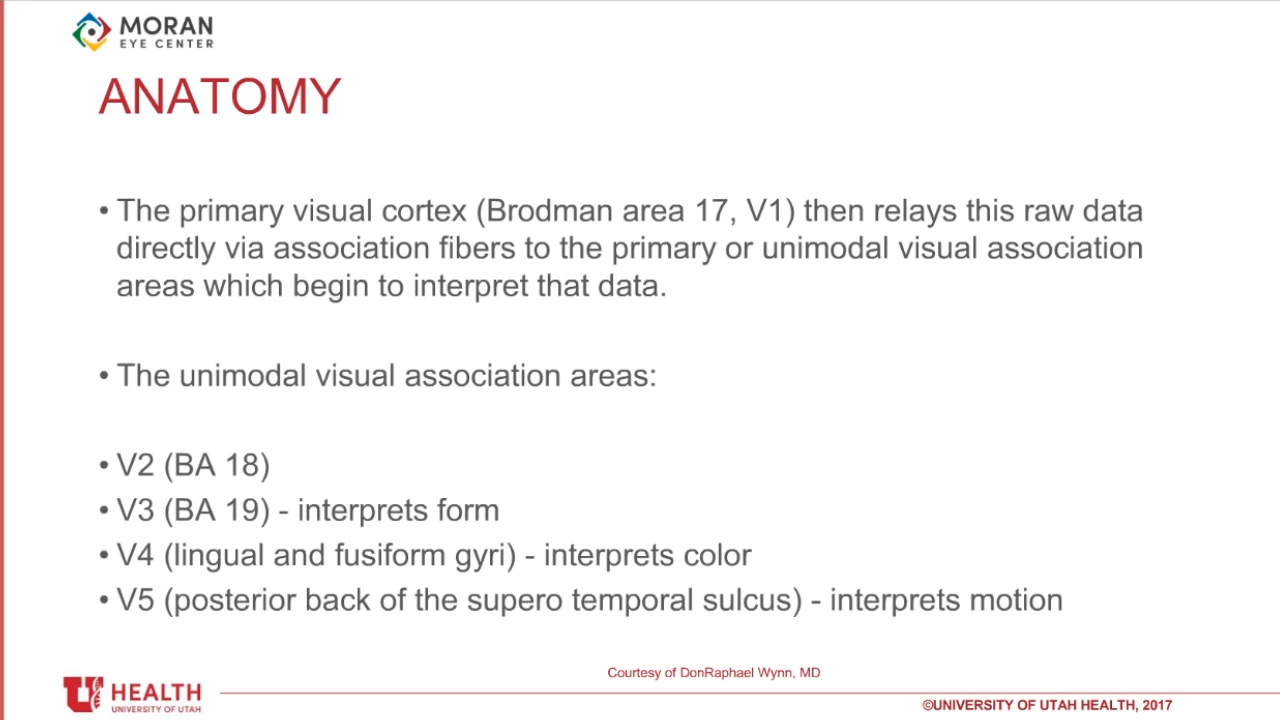 MORAN
EYE CENTER
ANATOMY
• The primary visual cortex (Brodman area 17, V1) then relays this raw data
directly via association fibers to the primary or unimodal visual association
areas which begin to interpret that data.
• The unimodal visual association areas:
• V2 (BA 18)
• V3 (BA 19) - interprets form
• V4 (lingual and fusiform gyri) - interprets color
• V5 (posterior back of the supero temporal sulcus) - interprets motion
Courtesy of DonRaphael Wynn, MD
U HEALTH
UNIVERSITY OF UTAH
©UNIVERSITY OF UTAH HEALTH, 2017